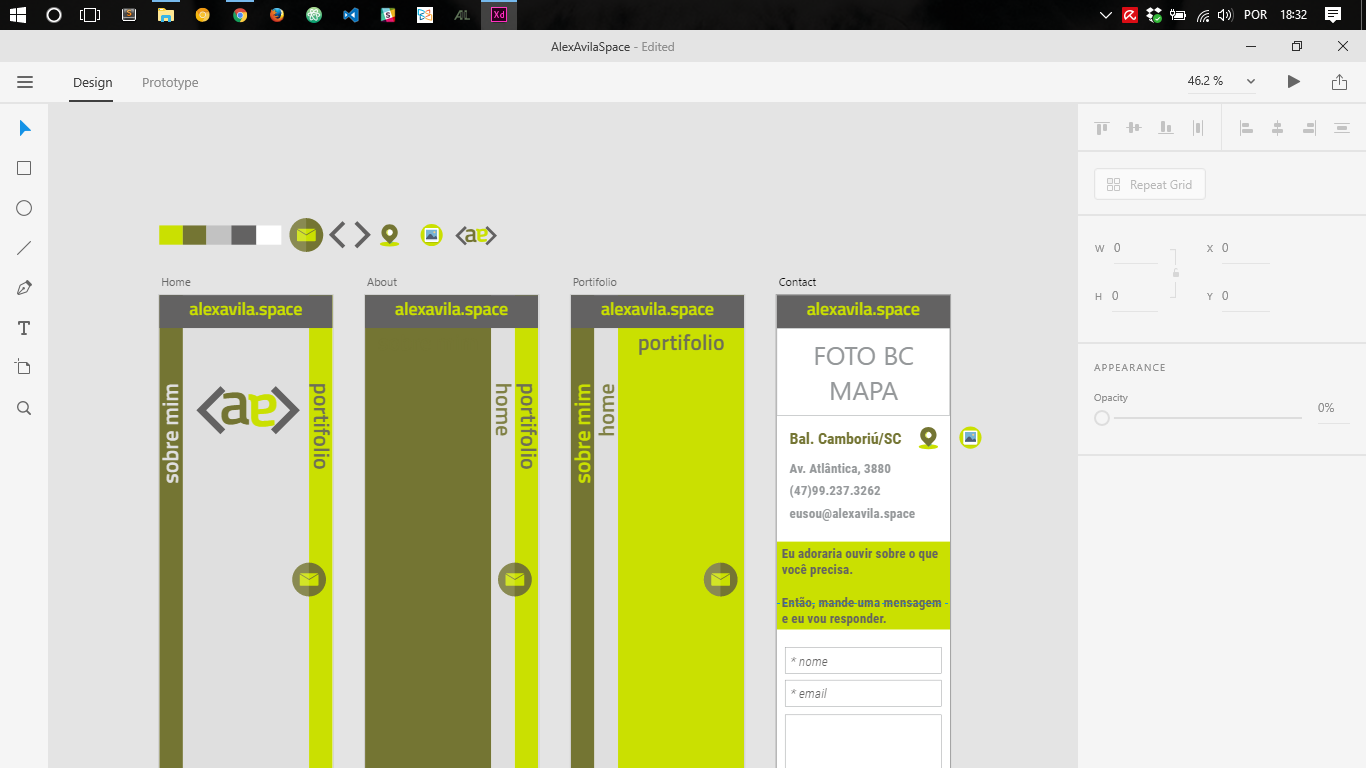 POR
18:32
AlexAvilaSpace - Edited
Design
Prototype
46.2 %
Repeat Grid
W 0
X 0
H 0
Y 0
APPEARANCE
Opacity
0%
<ae>
Home
alexavila.space
sobre mim
<ae>
portifolio
About
alexavila.space
home
portifolio
Portifolio
alexavila.space
sobre mim
home
portifolio
Contact
alexavila.space
FOTO BC
MAPA
Bal. Camboriú/SC
Av. Atlântica, 3880
(47)99.237.3262
eusou@alexavila.space
Eu adoraria ouvir sobre o que
você precisa.
Então, mande uma mensagem
e eu vou responder.
* nome
* email